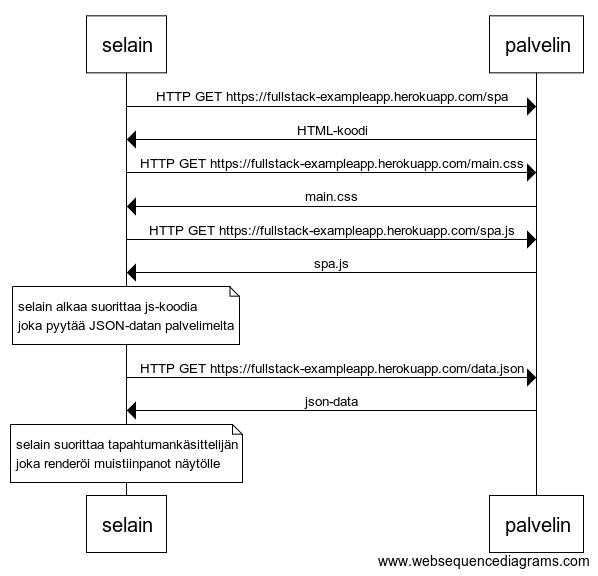 selain
palvelin
HTTP GET https://fullstack-exampleapp.herokuapp.com/spa
HTML-koodi
HTTP GET https://fullstack-exampleapp.herokuapp.com/main.css
main.css
HTTP GET https://fullstack-exampleapp.herokuapp.com/spa.js
spa.js
selain alkaa suorittaa js-koodia
joka pyytää JSON-datan palvelimelta
HTTP GET https://fullstack-exampleapp.herokuapp.com/data.json
json-data
selain suorittaa tapahtumankäsittelijän
joka renderöi muistiinpanot näytölle
selain
palvelin
www.websequencediagrams.com